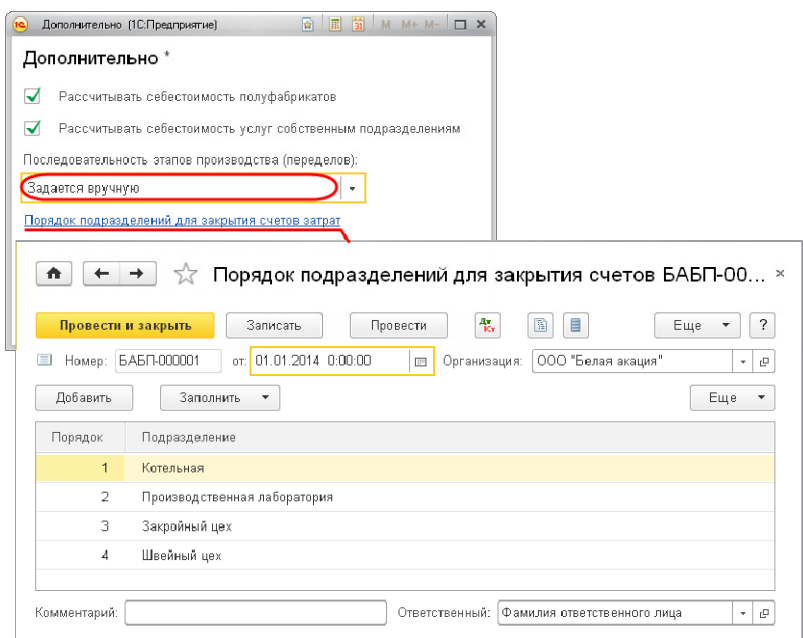 Дополнительно (1С:Предприятие)
M M+ M-
Дополнительно *
Рассчитывать себестоимость полуфабрикатов
Рассчитывать себестоимость услуг собственным подразделениям
Последовательность этапов производства (переделов):
Задается вручную
Порядок подразделений для закрытия счетов затрат
Порядок подразделений для закрытия счетов БАБП-00... ×
Провести и закрыть Записать Провести Дт Кт Еще ?
Номер: БАБП-000001 от: 01.01.2014 0:00:00 Организация: ООО "Белая акация"
Добавить Заполнить Еще
Порядок Подразделение
1 Котельная
2 Производственная лаборатория
3 Закройный цех
4 Швейный цех
Комментарий: Ответственный: Фамилия ответственного лица